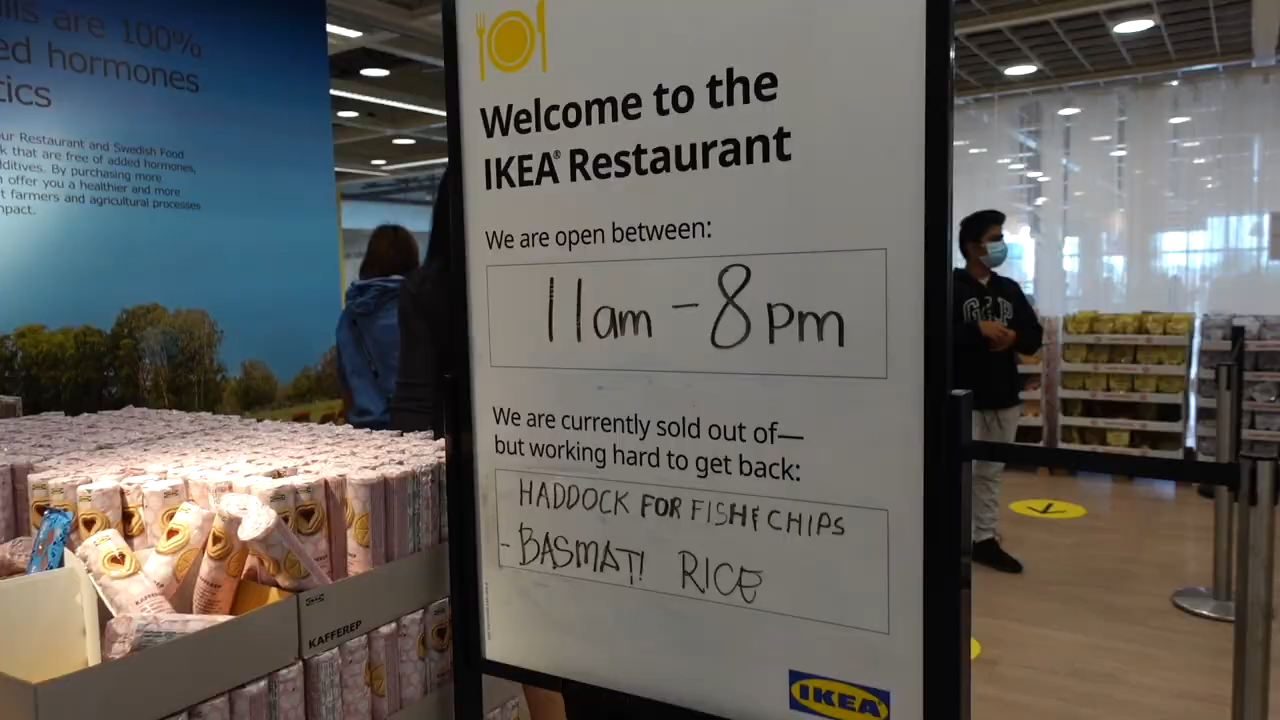 lls are 100%
ed hormones
tics
ur Restaurant and Swedish Food
k that are free of added hormones,
dditives. By purchasing more
offer you a healthier and more
t farmers and agricultural processes
mpact.
Welcome to the
IKEA® Restaurant
We are open between:
11am - 8pm
We are currently sold out of—
but working hard to get back:
HADDOCK FOR FISH & CHIPS
- BASMATI RICE
IKEA
KAFFEREP
GAP